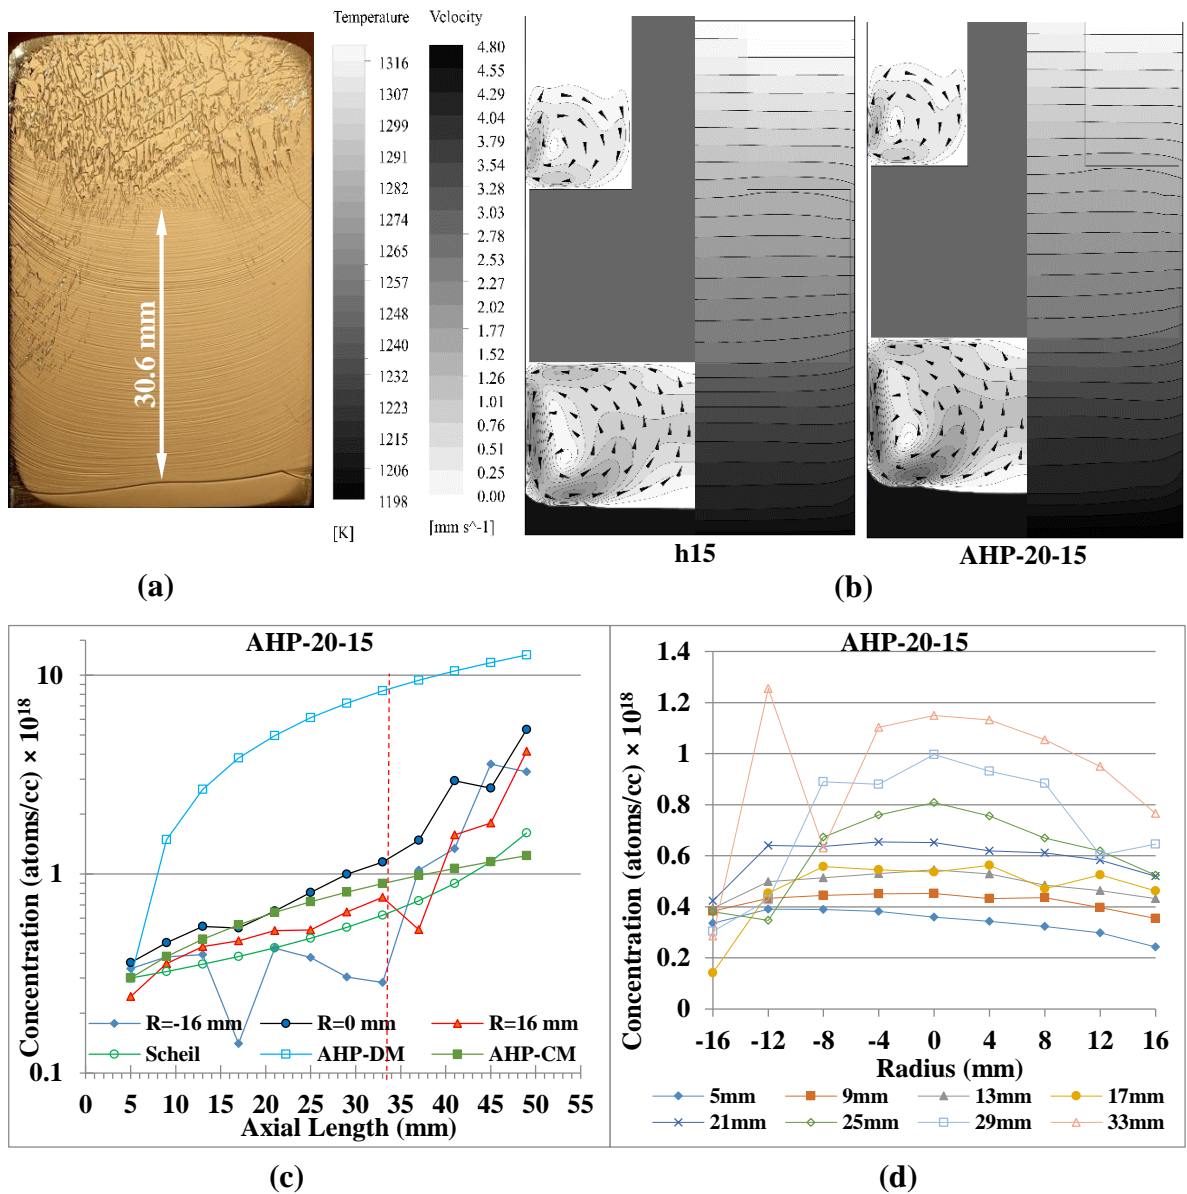 30.6 mm
(a)
Temperature Velocity
1316
1307
1299
1291
1282
1274
1265
1257
1248
1240
1232
1223
1215
1206
1198
[K]
4.80
4.55
4.29
4.04
3.79
3.54
3.28
3.03
2.78
2.53
2.27
2.02
1.77
1.52
1.26
1.01
0.76
0.51
0.25
0.00
[mm s^-1]
h15
AHP-20-15
(b)
AHP-20-15
Concentration (atoms/cc) × 10^18
10
1
0.1
R=-16 mm R=0 mm R=16 mm
Scheil AHP-DM AHP-CM
0 5 10 15 20 25 30 35 40 45 50 55
Axial Length (mm)
(c)
AHP-20-15
Concentration (atoms/cc) × 10^18
1.4
1.2
1
0.8
0.6
0.4
0.2
0
-16 -12 -8 -4 0 4 8 12 16
Radius (mm)
5mm 9mm 13mm 17mm
21mm 25mm 29mm 33mm
(d)